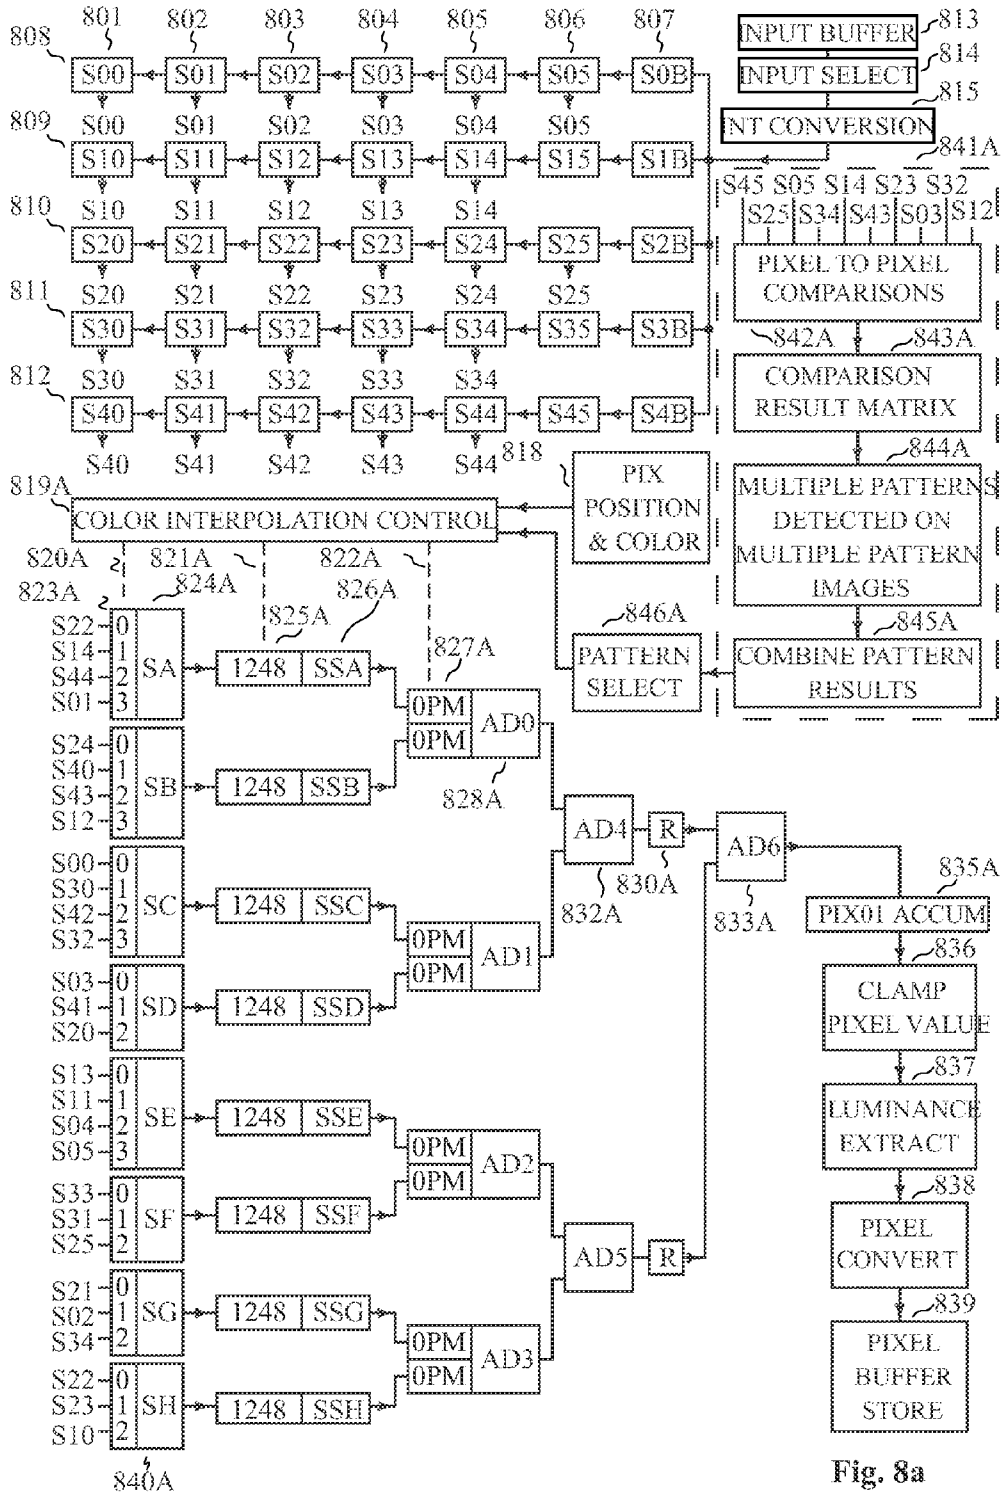 801 802 803 804 805 806 807
808
S00 S01 S02 S03 S04 S05 S0B
S00 S01 S02 S03 S04 S05
809
S10 S11 S12 S13 S14 S15 S1B
S10 S11 S12 S13 S14
810
S20 S21 S22 S23 S24 S25 S2B
S20 S21 S22 S23 S24 S25
811
S30 S31 S32 S33 S34 S35 S3B
S30 S31 S32 S33 S34
812
S40 S41 S42 S43 S44 S45 S4B
S40 S41 S42 S43 S44
INPUT BUFFER
813
INPUT SELECT
814
INT CONVERSION
815
841A
S45 S05 S14 S23 S32
S25 S34 S43 S03 S12
PIXEL TO PIXEL
COMPARISONS
842A
843A
COMPARISON
RESULT MATRIX
844A
MULTIPLE PATTERNS
DETECTED ON
MULTIPLE PATTERN
IMAGES
845A
COMBINE PATTERN
RESULTS
846A
PATTERN
SELECT
818
PIX
POSITION
& COLOR
819A
COLOR INTERPOLATION CONTROL
820A 821A 822A
823A 824A 825A 826A 827A
S22 0
S14 1
S44 2
S01 3
SA
1248 SSA
0PM
S24 0
S40 1
S43 2
S12 3
SB
1248 SSB
0PM
AD0
828A
S00 0
S30 1
S42 2
S32 3
SC
1248 SSC
0PM
S03 0
S41 1
S20 2
SD
1248 SSD
0PM
AD1
S13 0
S11 1
S04 2
S05 3
SE
1248 SSE
0PM
S33 0
S31 1
S25 2
SF
1248 SSF
0PM
AD2
S21 0
S02 1
S34 2
SG
1248 SSG
0PM
S22 0
S23 1
S10 2
SH
1248 SSH
0PM
AD3
840A
AD4
832A
R
830A
AD5
R
AD6
833A
835A
PIX01 ACCUM
836
CLAMP
PIXEL VALUE
837
LUMINANCE
EXTRACT
838
PIXEL
CONVERT
839
PIXEL
BUFFER
STORE
Fig. 8a